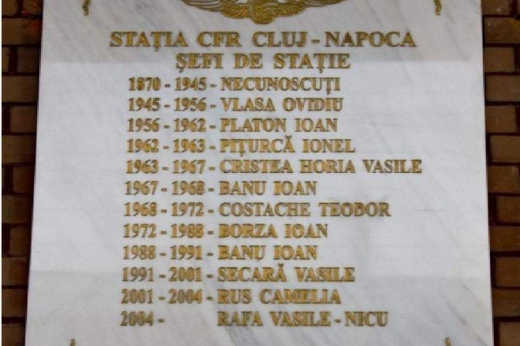 STAȚIA CFR CLUJ - NAPOCA
ȘEFI DE STAȚIE
1870 - 1945 - NECUNOSCUȚI
1945 - 1956 - VLASA OVIDIU
1956 - 1962 - PLATON IOAN
1962 - 1963 - PIȚURCĂ IONEL
1963 - 1967 - CRISTEA HORIA VASILE
1967 - 1968 - BANU IOAN
1968 - 1972 - COSTACHE TEODOR
1972 - 1988 - BORZA IOAN
1988 - 1991 - BANU IOAN
1991 - 2001 - SECARĂ VASILE
2001 - 2004 - RUS CAMELIA
2004 - RAFA VASILE - NICU